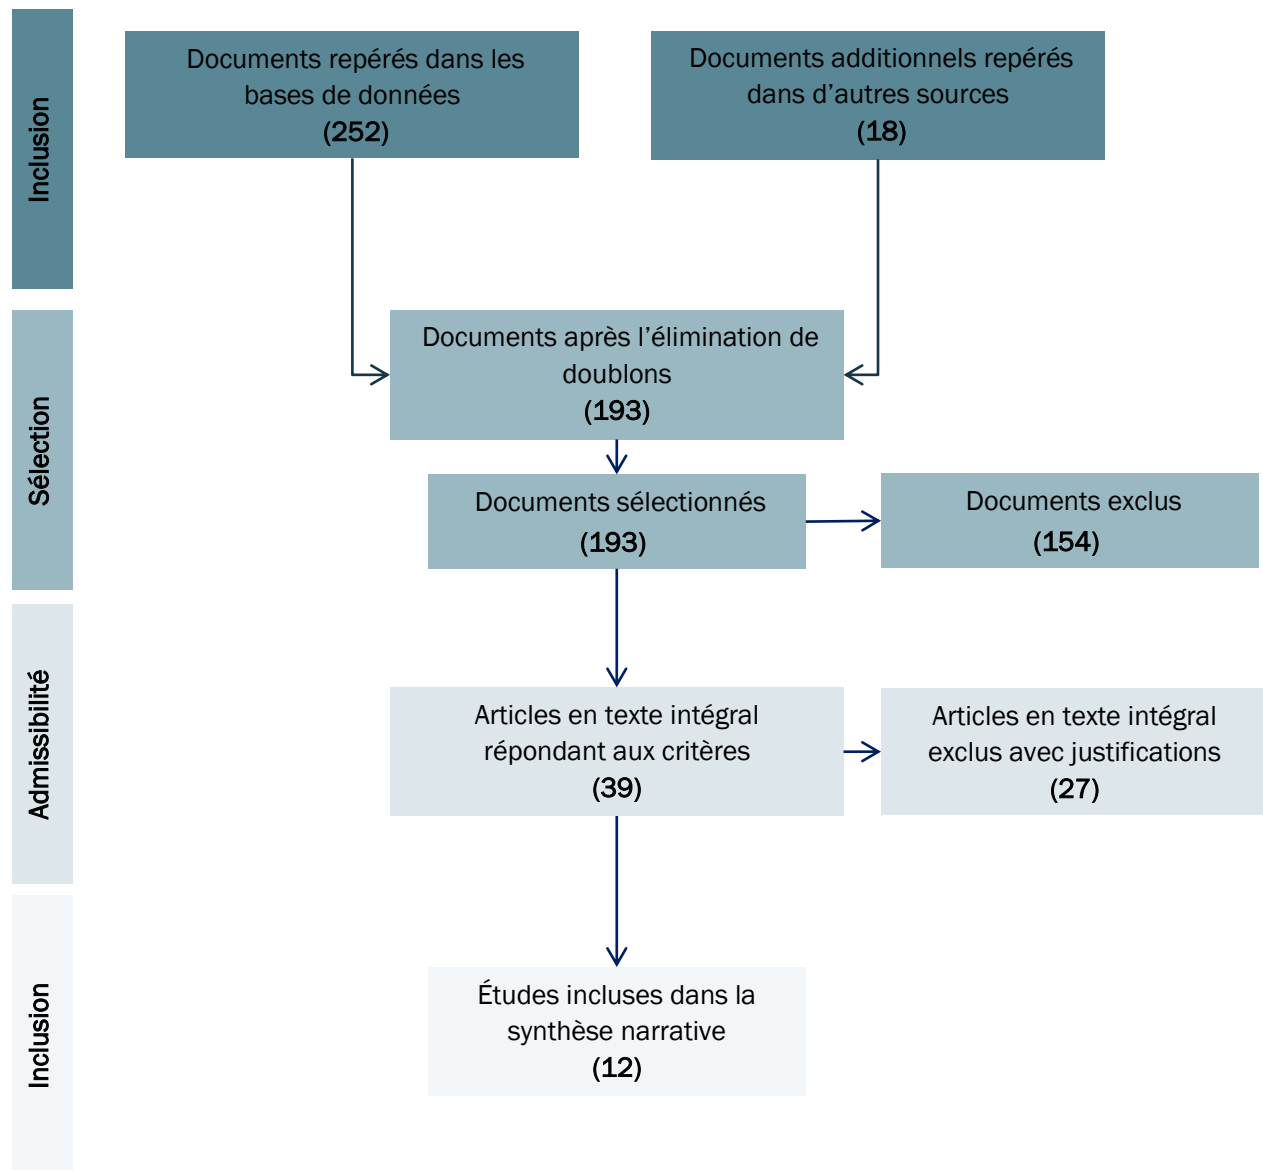 Inclusion
Documents repérés dans les
bases de données
(252)
Documents additionnels repérés
dans d’autres sources
(18)
Sélection
Documents après l’élimination de
doublons
(193)
Documents sélectionnés
(193)
Documents exclus
(154)
Admissibilité
Articles en texte intégral
répondant aux critères
(39)
Articles en texte intégral
exclus avec justifications
(27)
Inclusion
Études incluses dans la
synthèse narrative
(12)